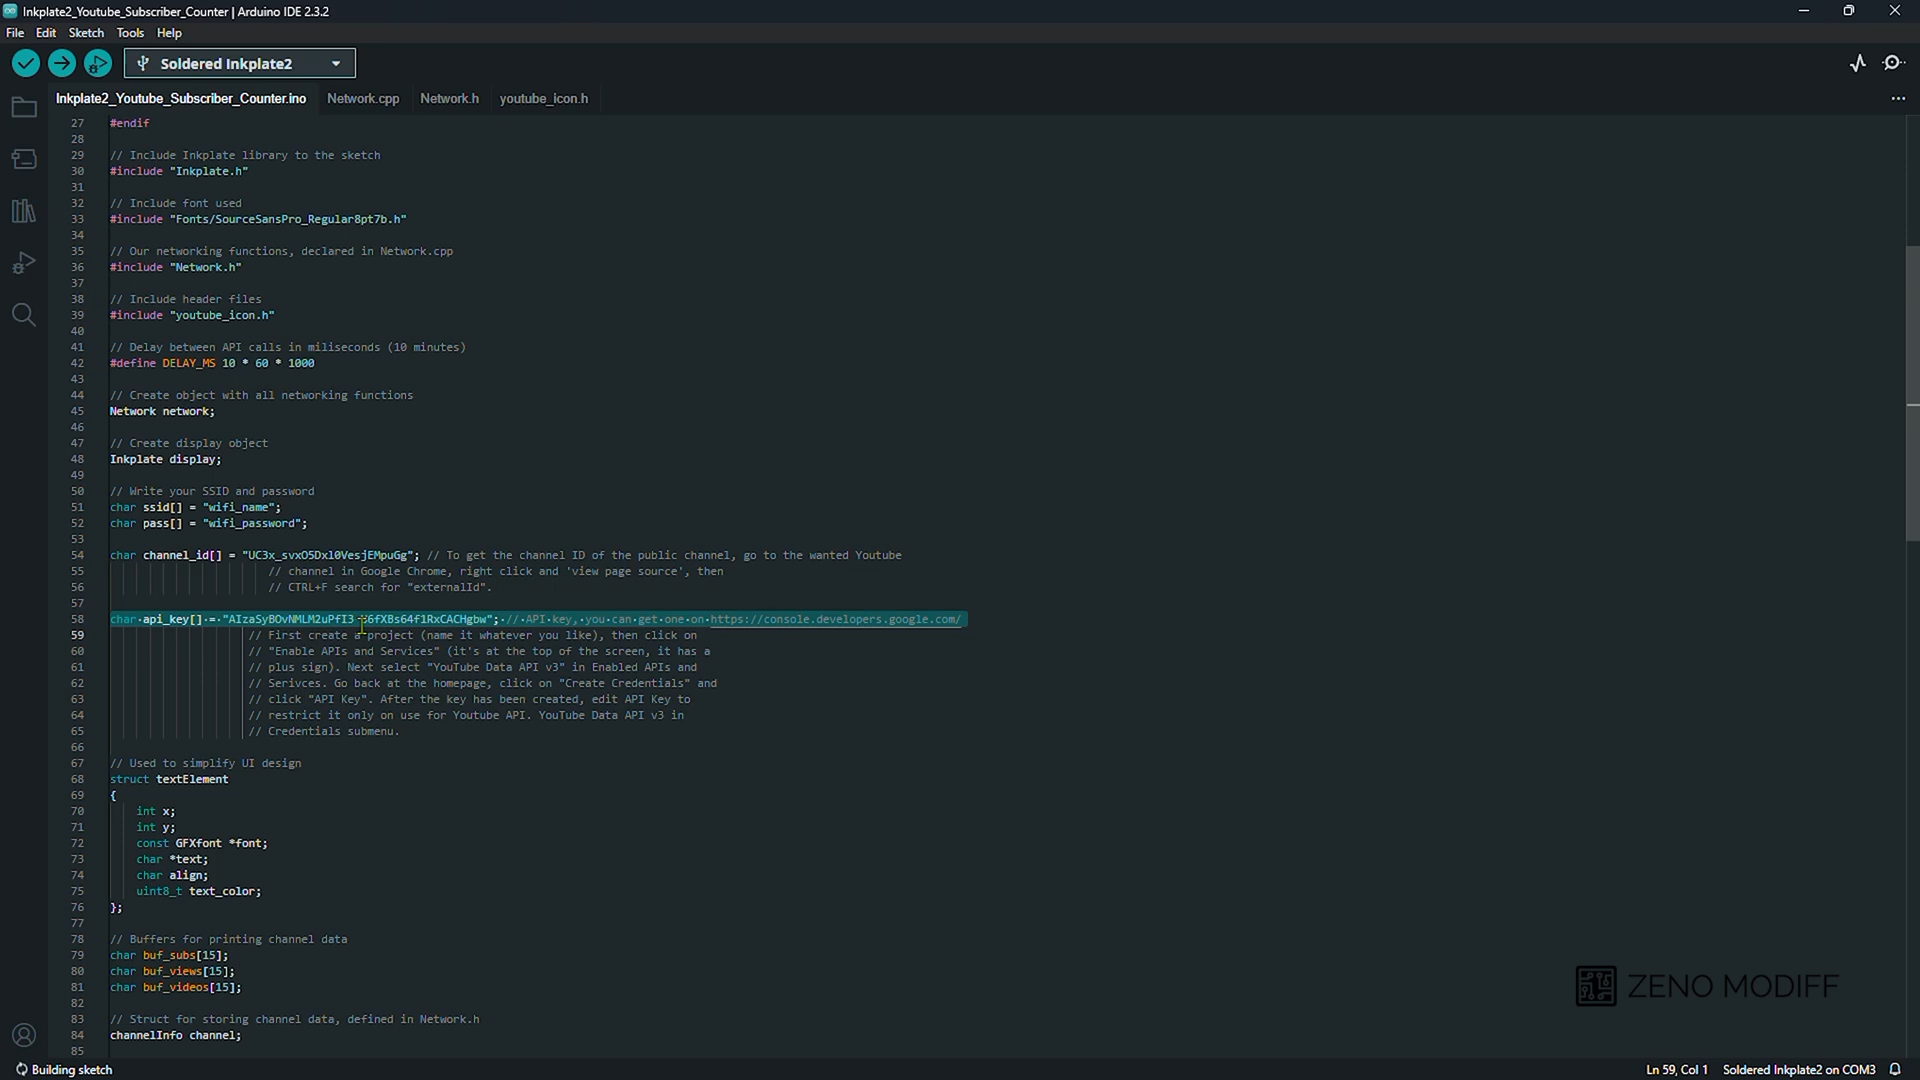 Inkplate2_Youtube_Subscriber_Counter | Arduino IDE 2.3.2
File Edit Sketch Tools Help
Soldered Inkplate2
Inkplate2_Youtube_Subscriber_Counter.ino Network.cpp Network.h youtube_icon.h
27 #endif
28
29 // Include Inkplate library to the sketch
30 #include "Inkplate.h"
31
32 // Include font used
33 #include "Fonts/SourceSansPro_Regular8pt7b.h"
34
35 // Our networking functions, declared in Network.cpp
36 #include "Network.h"
37
38 // Include header files
39 #include "youtube_icon.h"
40
41 // Delay between API calls in miliseconds (10 minutes)
42 #define DELAY_MS 10 * 60 * 1000
43
44 // Create object with all networking functions
45 Network network;
46
47 // Create display object
48 Inkplate display;
49
50 // Write your SSID and password
51 char ssid[] = "wifi_name";
52 char pass[] = "wifi_password";
53
54 char channel_id[] = "UC3x_svxO5Dxl0VesjEMpuGg"; // To get the channel ID of the public channel, go to the wanted Youtube
55 // channel in Google Chrome, right click and 'view page source', then
56 // CTRL+F search for "externalId".
57
58 char api_key[] = // API key, you can get one on https://console.developers.google.com/
59 // First create a project (name it whatever you like), then click on
60 // "Enable APIs and Services" (it's at the top of the screen, it has a
61 // plus sign). Next select "YouTube Data API v3" in Enabled APIs and
62 // Serivces. Go back at the homepage, click on "Create Credentials" and
63 // click "API Key". After the key has been created, edit API Key to
64 // restrict it only on use for Youtube API. YouTube Data API v3 in
65 // Credentials submenu.
66
67 // Used to simplify UI design
68 struct textElement
69 {
70 int x;
71 int y;
72 const GFXfont *font;
73 char *text;
74 char align;
75 uint8_t text_color;
76 };
77
78 // Buffers for printing channel data
79 char buf_subs[15];
80 char buf_views[15];
81 char buf_videos[15];
82
83 // Struct for storing channel data, defined in Network.h
84 channelInfo channel;
85
ZENO MODIFF
Building sketch
Ln 59, Col 1 Soldered Inkplate2 on COM3